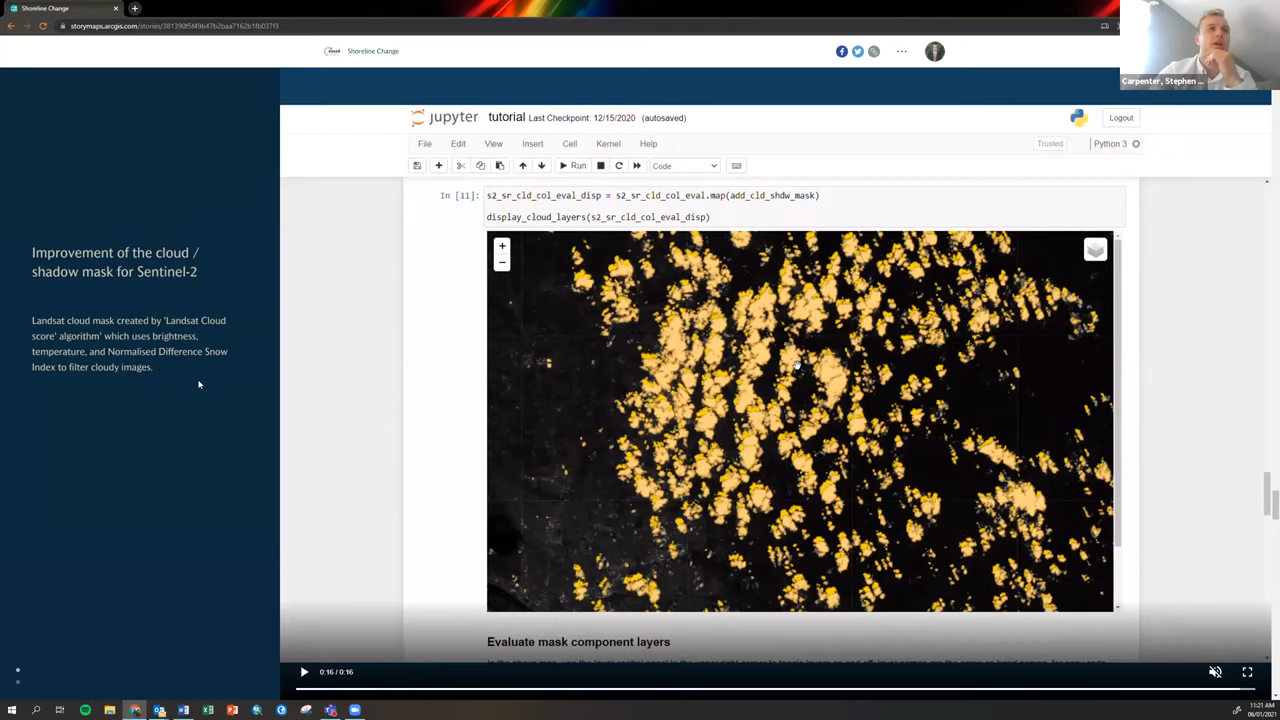 Shoreline Change
storymaps.arcgis.com/stories/381390f5f49b47b2baa7162b1fb037f3
Shoreline Change
Carpenter, Stephen ...
jupyter tutorial Last Checkpoint: 12/15/2020 (autosaved)
Logout
File Edit View Insert Cell Kernel Help
Trusted
Python 3
Run
Code
In [11]:
s2_sr_cld_col_eval_disp = s2_sr_cld_col_eval.map(add_cld_shdw_mask)
display_cloud_layers(s2_sr_cld_col_eval_disp)
+
−
Improvement of the cloud /
shadow mask for Sentinel-2
Landsat cloud mask created by 'Landsat Cloud
score' algorithm' which uses brightness,
temperature, and Normalised Difference Snow
Index to filter cloudy images.
Evaluate mask component layers
0:16 / 0:16
11:21 AM
06/01/2021